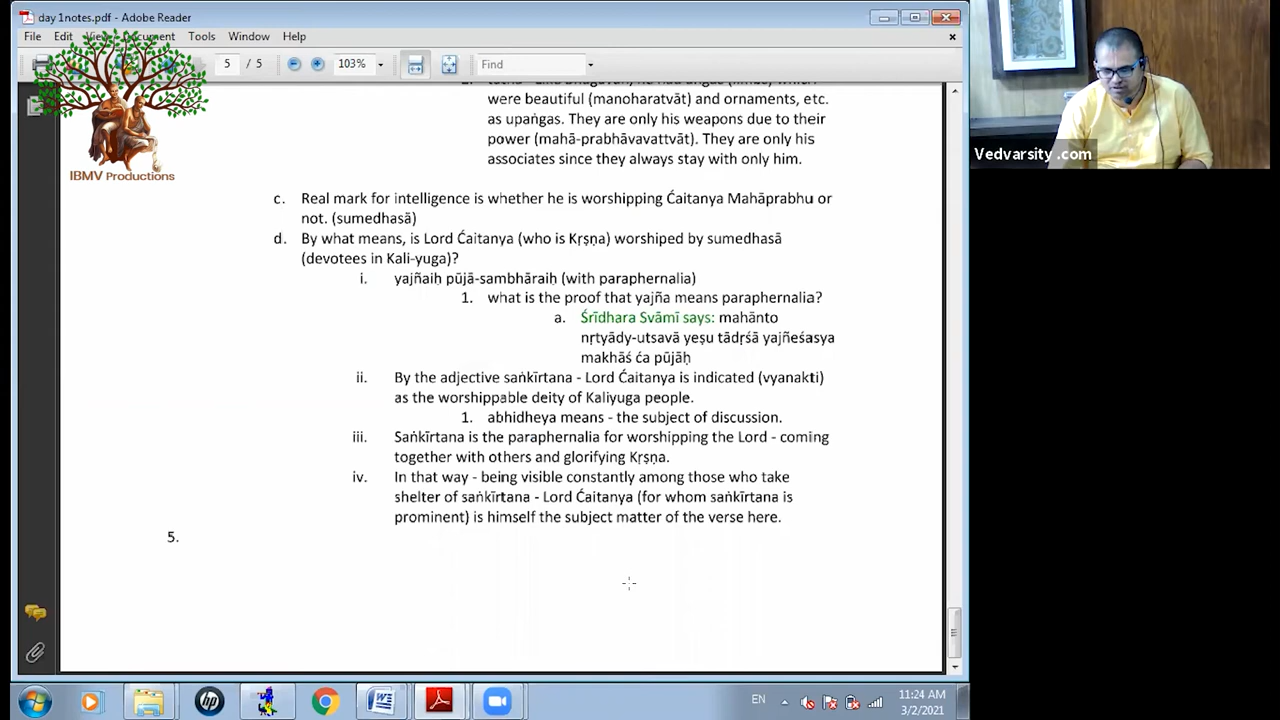 day 1notes.pdf - Adobe Reader
File Edit View Document Tools Window Help
5 / 5 103% Find
IBMV Productions
Vedvarsity .com
were beautiful (manoharatvāt) and ornaments, etc.
as upaṅgas. They are only his weapons due to their
power (mahā-prabhāvavattvāt). They are only his
associates since they always stay with only him.
c. Real mark for intelligence is whether he is worshipping Ćaitanya Mahāprabhu or
not. (sumedhasā)
d. By what means, is Lord Ćaitanya (who is Kṛṣṇa) worshiped by sumedhasā
(devotees in Kali-yuga)?
i. yajñaiḥ pūjā-sambhāraiḥ (with paraphernalia)
1. what is the proof that yajña means paraphernalia?
a. Śrīdhara Svāmī says: mahānto
nṛtyādy-utsavā yeṣu tādṛśā yajñeśasya
makhāś ća pūjāḥ
ii. By the adjective saṅkīrtana - Lord Ćaitanya is indicated (vyanakti)
as the worshippable deity of Kaliyuga people.
1. abhidheya means - the subject of discussion.
iii. Saṅkīrtana is the paraphernalia for worshipping the Lord - coming
together with others and glorifying Kṛṣṇa.
iv. In that way - being visible constantly among those who take
shelter of saṅkīrtana - Lord Ćaitanya (for whom saṅkīrtana is
prominent) is himself the subject matter of the verse here.
5.
EN
11:24 AM
3/2/2021